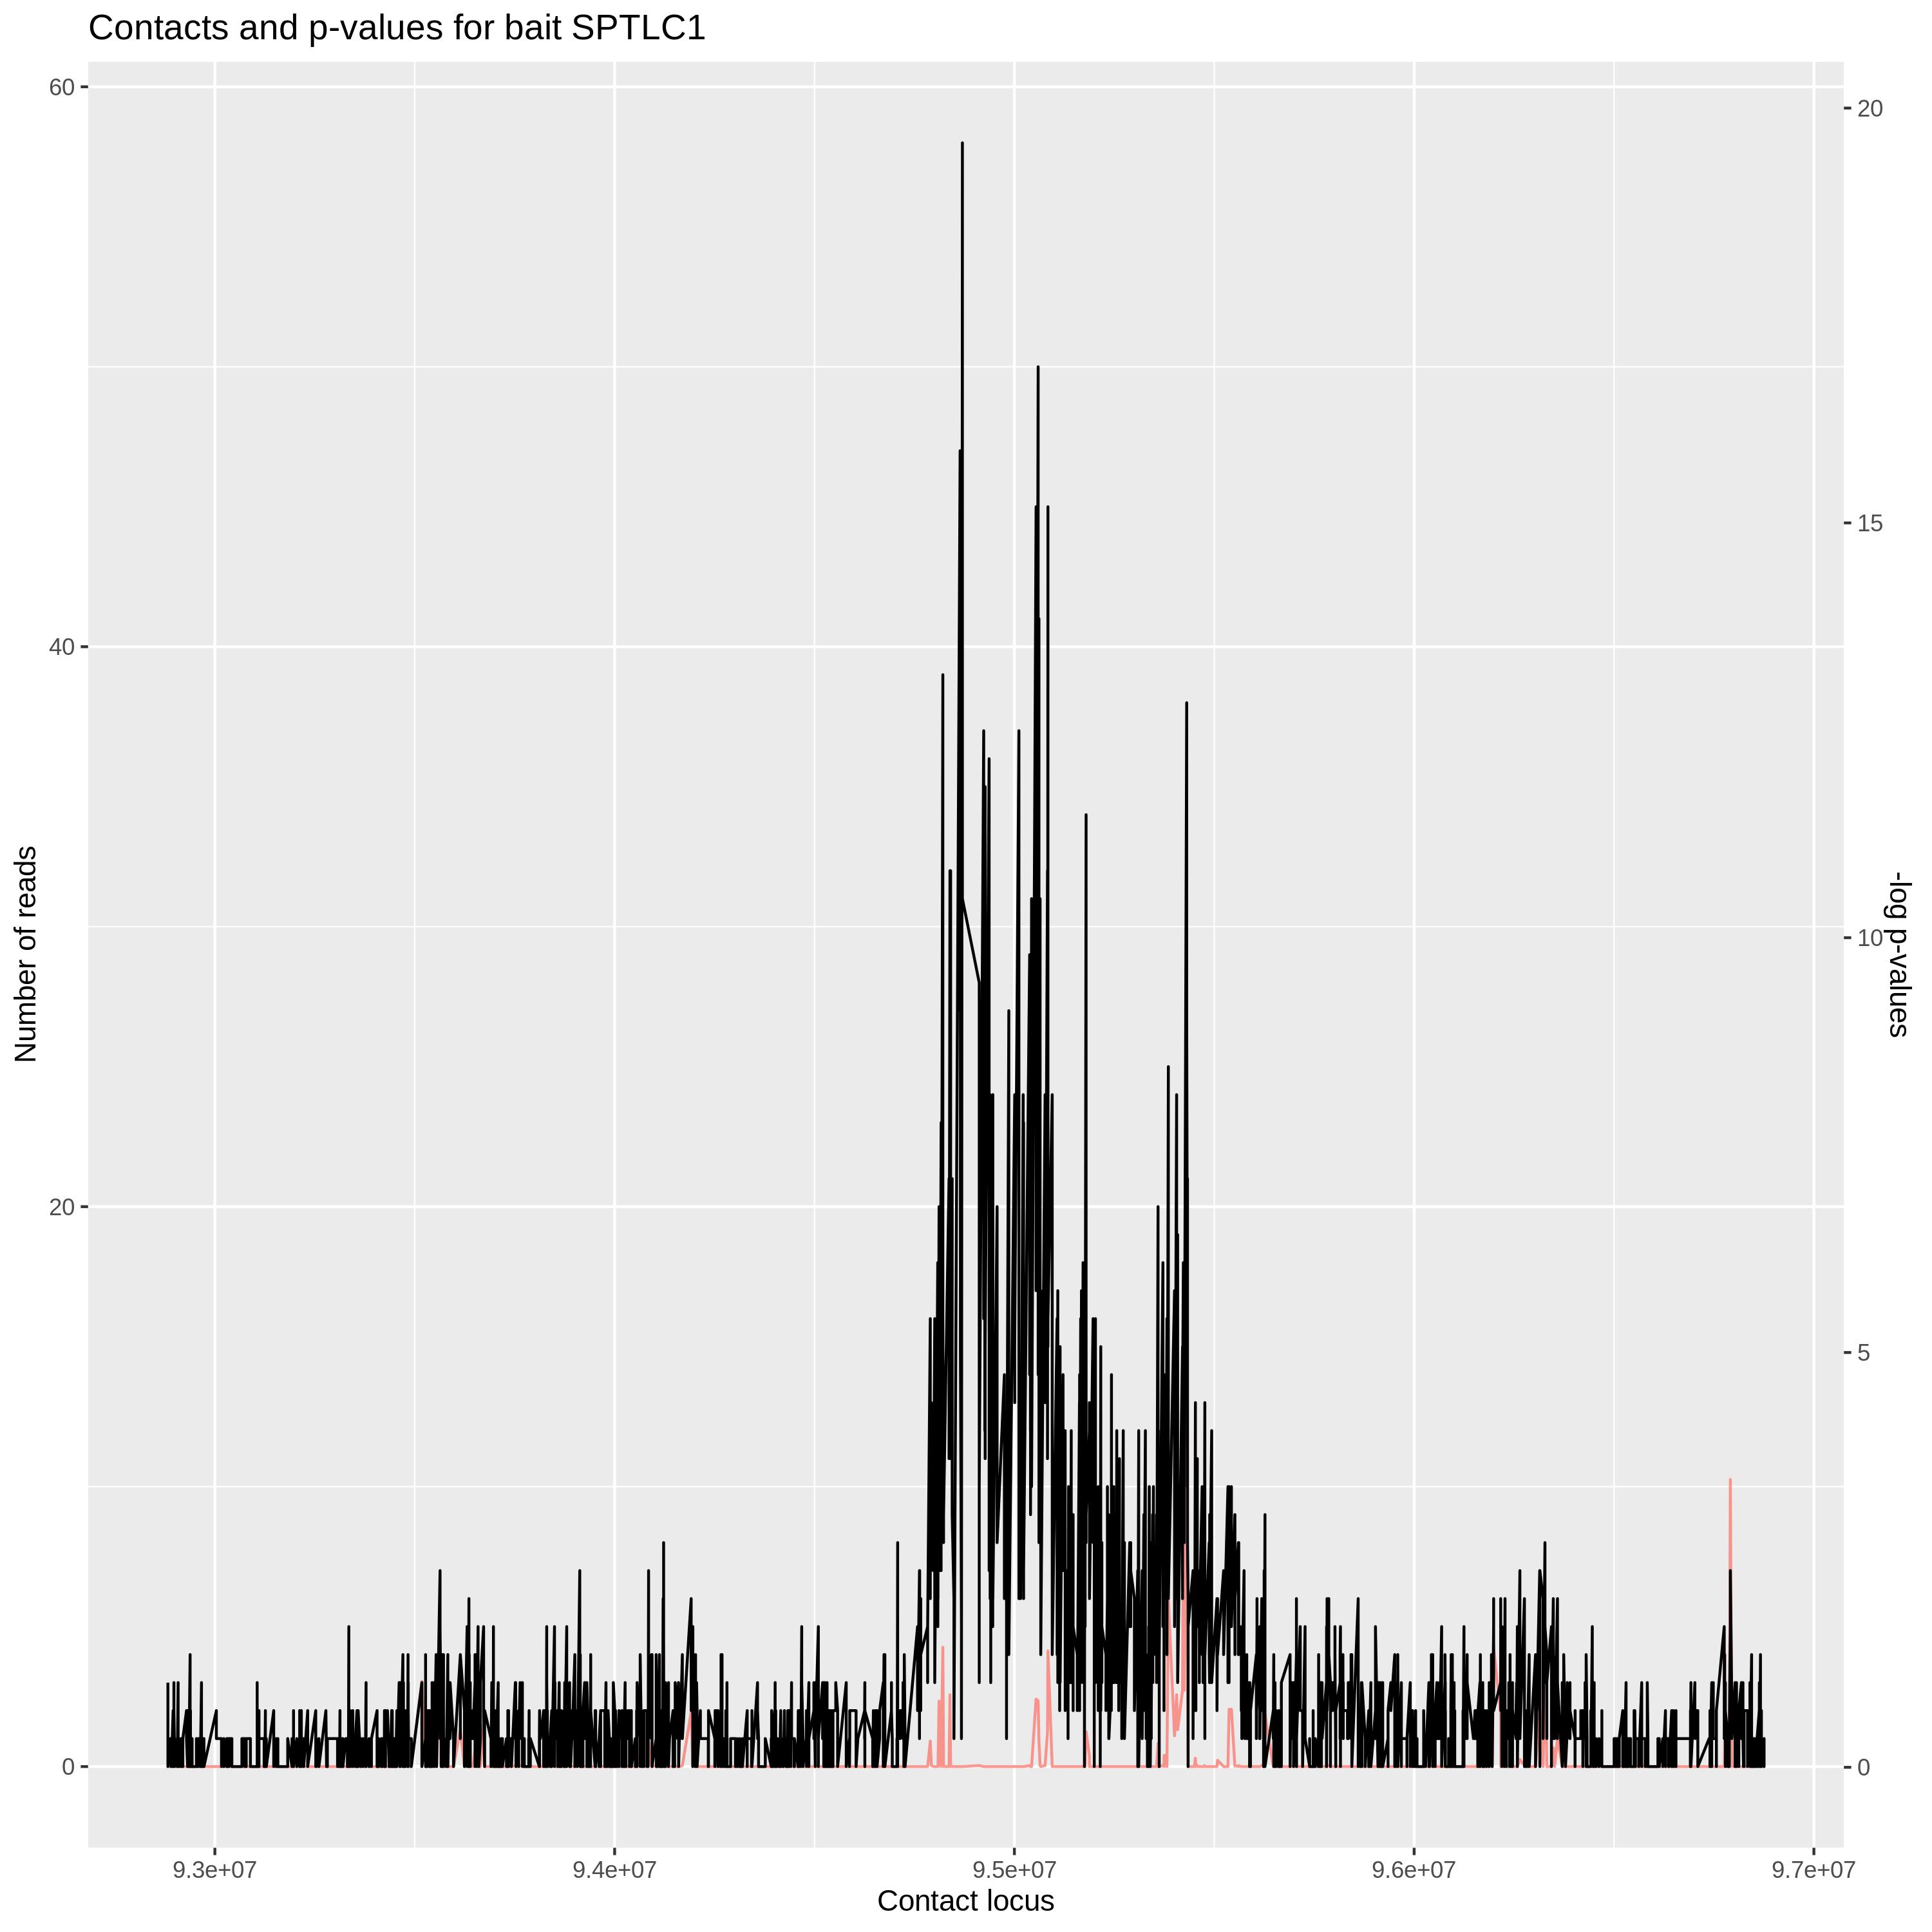 Contacts and p-values for bait SPTLC1
60
40
20
0
Number of reads
20
15
10
5
0
-log p-values
9.3e+07
9.4e+07
9.5e+07
9.6e+07
9.7e+07
Contact locus